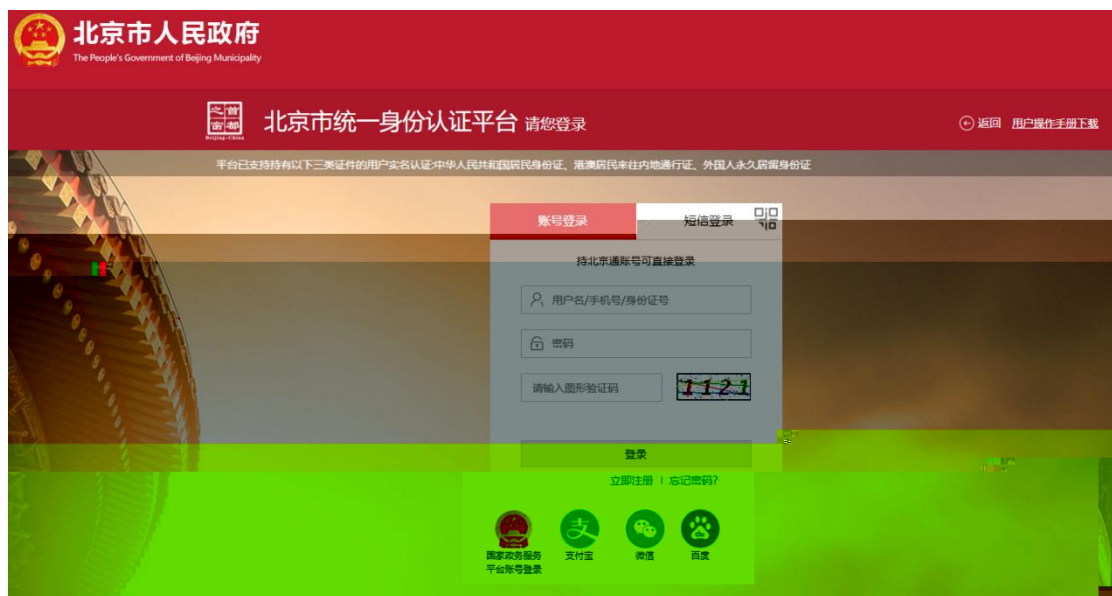 北京市人民政府
The People's Government of Beijing Municipality
首都之窗
Beijing-China
北京市统一身份认证平台 请您登录
返回 用户操作手册下载
平台已支持持有以下三类证件的用户实名认证:中华人民共和国居民身份证、港澳居民来往内地通行证、外国人永久居留身份证
账号登录 短信登录
持北京通账号可直接登录
用户名/手机号/身份证号
密码
请输入图形验证码 1121
登录
立即注册 | 忘记密码?
国家政务服务平台账号登录 支付宝 微信 百度